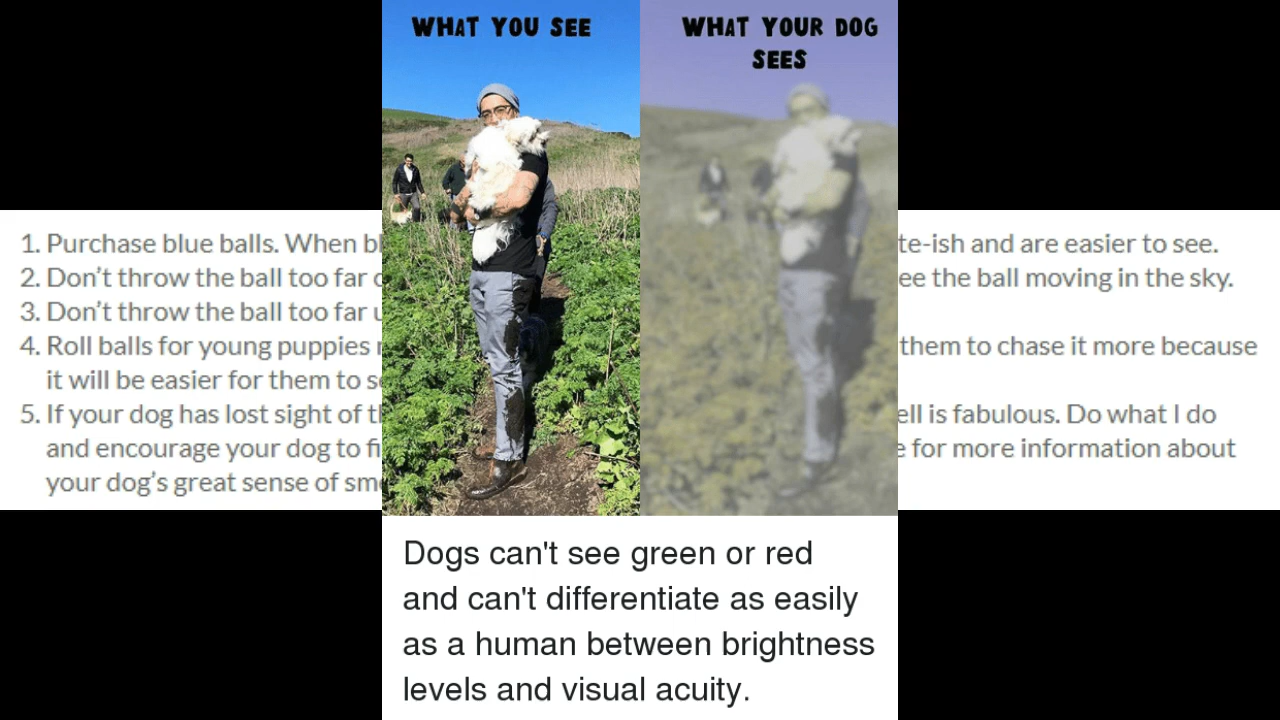 WHAT YOU SEE
WHAT YOUR DOG
SEES
1. Purchase blue balls. When
te-ish and are easier to see.
2. Don't throw the ball too far
ee the ball moving in the sky.
3. Don't throw the ball too far
4. Roll balls for young puppies
them to chase it more because
it will be easier for them to
5. If your dog has lost sight of
ell is fabulous. Do what I do
and encourage your dog to
for more information about
your dog's great sense of
Dogs can't see green or red
and can't differentiate as easily
as a human between brightness
levels and visual acuity.